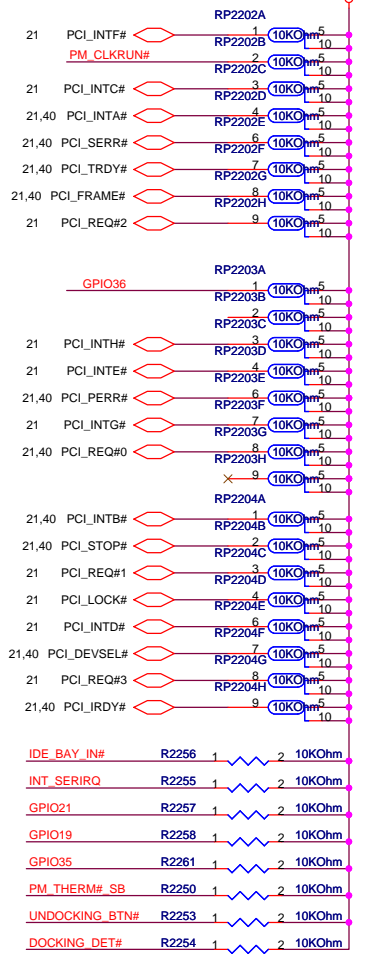 RP2202A
21 PCI_INTF# 1 10KOhm 5
RP2202B 10
PM_CLKRUN# 2 10KOhm 5
RP2202C 10
21 PCI_INTC# 3 10KOhm 5
RP2202D 10
21,40 PCI_INTA# 4 10KOhm 5
RP2202E 10
21,40 PCI_SERR# 6 10KOhm 5
RP2202F 10
21,40 PCI_TRDY# 7 10KOhm 5
RP2202G 10
21,40 PCI_FRAME# 8 10KOhm 5
RP2202H 10
21 PCI_REQ#2 9 10KOhm 5
10
RP2203A
GPIO36 1 10KOhm 5
RP2203B 10
2 10KOhm 5
RP2203C 10
21 PCI_INTH# 3 10KOhm 5
RP2203D 10
21 PCI_INTE# 4 10KOhm 5
RP2203E 10
21,40 PCI_PERR# 6 10KOhm 5
RP2203F 10
21 PCI_INTG# 7 10KOhm 5
RP2203G 10
21,40 PCI_REQ#0 8 10KOhm 5
RP2203H 10
9 10KOhm 5
RP2204A 10
21,40 PCI_INTB# 1 10KOhm 5
RP2204B 10
21,40 PCI_STOP# 2 10KOhm 5
RP2204C 10
21 PCI_REQ#1 3 10KOhm 5
RP2204D 10
21 PCI_LOCK# 4 10KOhm 5
RP2204E 10
21 PCI_INTD# 6 10KOhm 5
RP2204F 10
21,40 PCI_DEVSEL# 7 10KOhm 5
RP2204G 10
21 PCI_REQ#3 8 10KOhm 5
RP2204H 10
21,40 PCI_IRDY# 9 10KOhm 5
10
IDE_BAY_IN# R2256 1 2 10KOhm
INT_SERIRQ R2255 1 2 10KOhm
GPIO21 R2257 1 2 10KOhm
GPIO19 R2258 1 2 10KOhm
GPIO35 R2261 1 2 10KOhm
PM_THERM#_SB R2250 1 2 10KOhm
UNDOCKING_BTN# R2253 1 2 10KOhm
DOCKING_DET# R2254 1 2 10KOhm